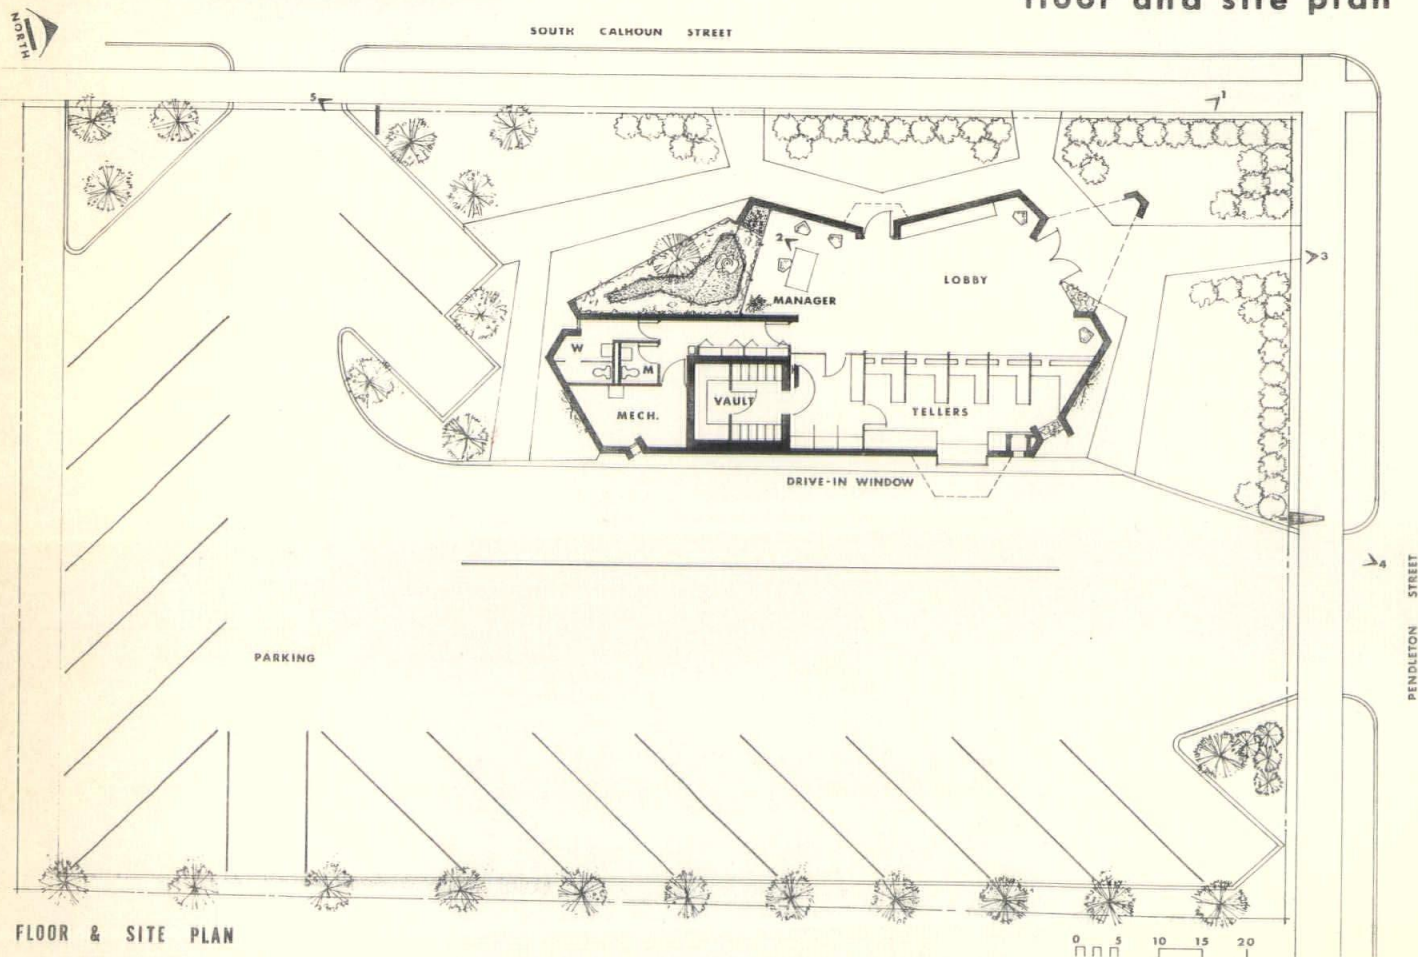 floor and site plan
NORTH
SOUTH CALHOUN STREET
5
1
2
3
MANAGER
LOBBY
W
M
VAULT
MECH.
TELLERS
DRIVE-IN WINDOW
4
PENDLETON STREET
PARKING
FLOOR & SITE PLAN
0 5 10 15 20